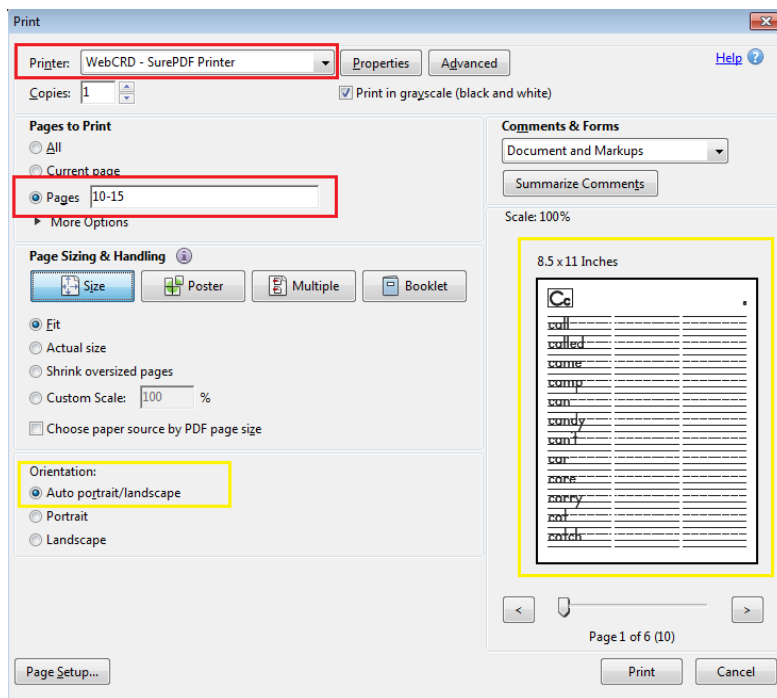 Print
Printer: WebCRD - SurePDF Printer Properties Advanced Help
Copies: 1 Print in grayscale (black and white)
Pages to Print
All
Current page
Pages 10-15
More Options
Page Sizing & Handling
Size Poster Multiple Booklet
Fit
Actual size
Shrink oversized pages
Custom Scale: 100 %
Choose paper source by PDF page size
Orientation:
Auto portrait/landscape
Portrait
Landscape
Comments & Forms
Document and Markups
Summarize Comments
Scale: 100%
8.5 x 11 Inches
Cc
call
called
came
camp
can
candy
can't
car
care
carry
cat
catch
< >
Page 1 of 6 (10)
Page Setup... Print Cancel